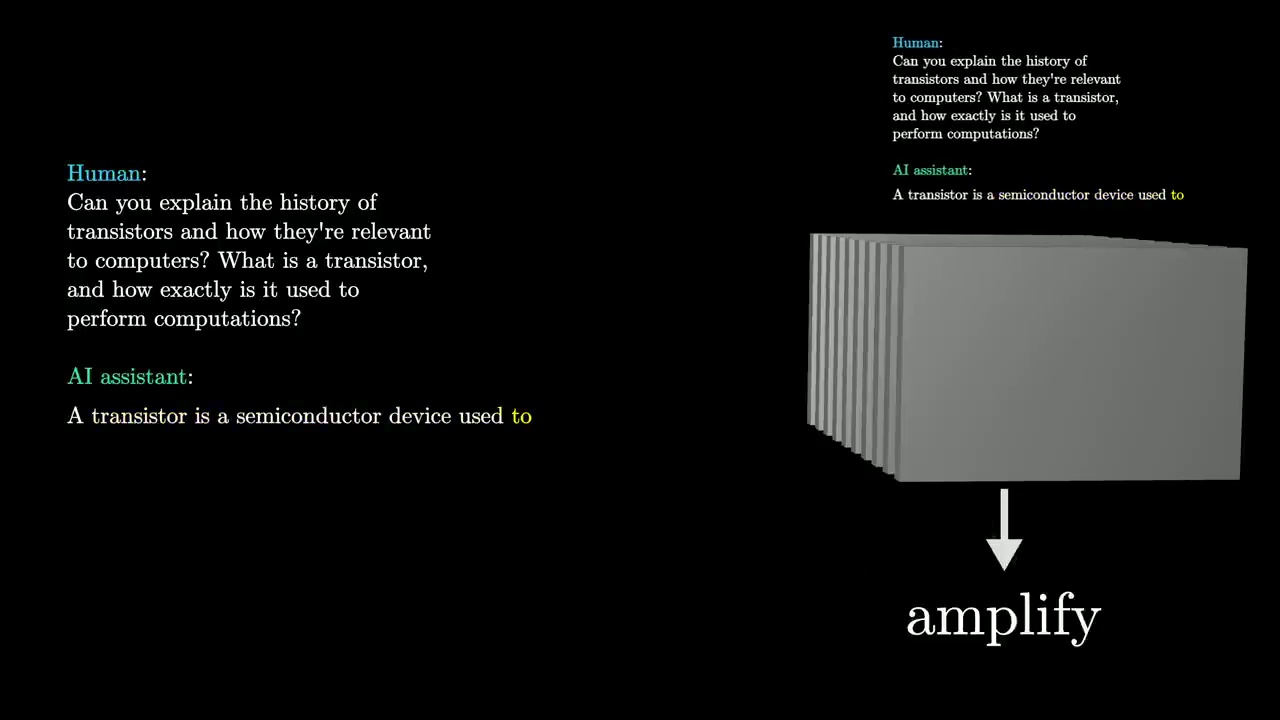 Human:
Can you explain the history of
transistors and how they're relevant
to computers? What is a transistor,
and how exactly is it used to
perform computations?
AI assistant:
A transistor is a semiconductor device used to
Human:
Can you explain the history of
transistors and how they're relevant
to computers? What is a transistor,
and how exactly is it used to
perform computations?
AI assistant:
A transistor is a semiconductor device used to
amplify